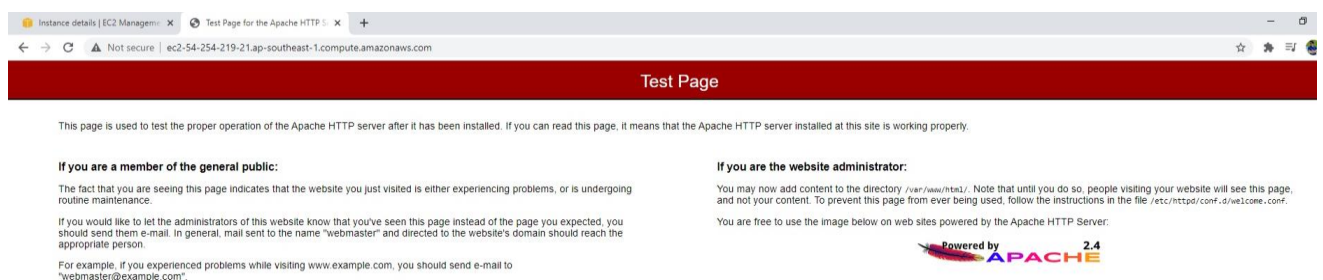 Instance details | EC2 Manageme
Test Page for the Apache HTTP S
Not secure | ec2-54-254-219-21.ap-southeast-1.compute.amazonaws.com
Test Page
This page is used to test the proper operation of the Apache HTTP server after it has been installed. If you can read this page, it means that the Apache HTTP server installed at this site is working properly.
If you are a member of the general public:
The fact that you are seeing this page indicates that the website you just visited is either experiencing problems, or is undergoing
routine maintenance.
If you would like to let the administrators of this website know that you've seen this page instead of the page you expected, you
should send them e-mail. In general, mail sent to the name "webmaster" and directed to the website's domain should reach the
appropriate person.
For example, if you experienced problems while visiting www.example.com, you should send e-mail to
"webmaster@example.com".
If you are the website administrator:
You may now add content to the directory /var/www/html/. Note that until you do so, people visiting your website will see this page,
and not your content. To prevent this page from ever being used, follow the instructions in the file /etc/httpd/conf.d/welcome.conf.
You are free to use the image below on web sites powered by the Apache HTTP Server:
Powered by 2.4
APACHE